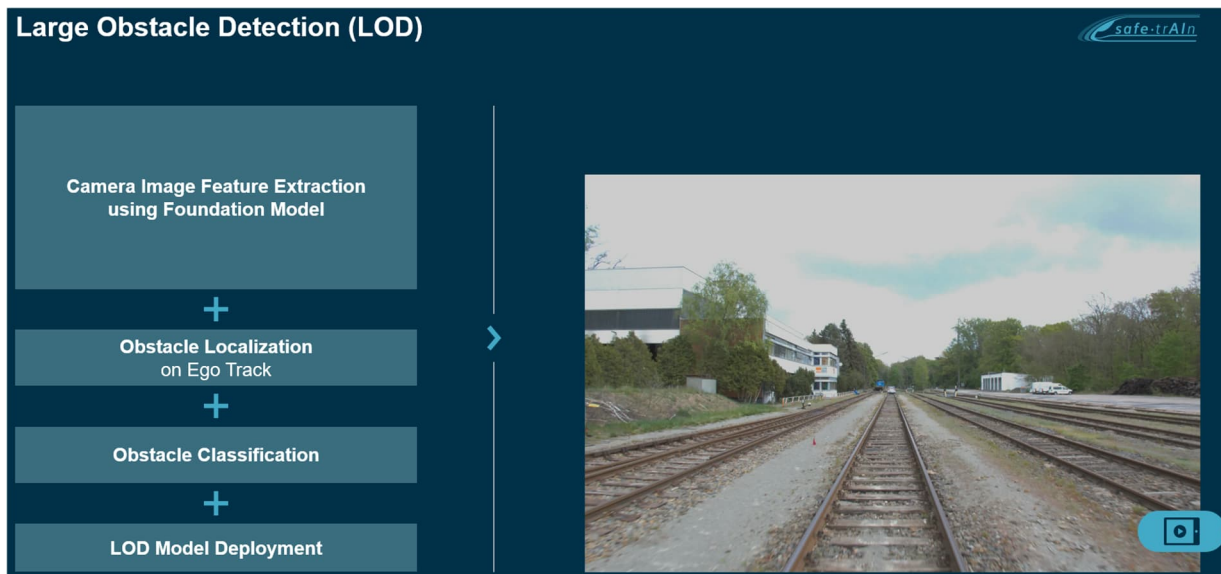 Large Obstacle Detection (LOD)
safe.trAIn
Camera Image Feature Extraction
using Foundation Model
+
Obstacle Localization
on Ego Track
+
Obstacle Classification
+
LOD Model Deployment